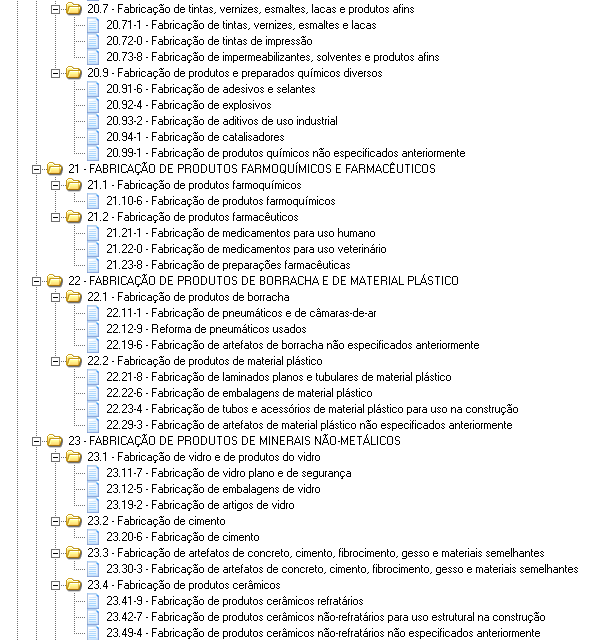 20.7 - Fabricação de tintas, vernizes, esmaltes, lacas e produtos afins
20.71-1 - Fabricação de tintas, vernizes, esmaltes e lacas
20.72-0 - Fabricação de tintas de impressão
20.73-8 - Fabricação de impermeabilizantes, solventes e produtos afins
20.9 - Fabricação de produtos e preparados químicos diversos
20.91-6 - Fabricação de adesivos e selantes
20.92-4 - Fabricação de explosivos
20.93-2 - Fabricação de aditivos de uso industrial
20.94-1 - Fabricação de catalisadores
20.99-1 - Fabricação de produtos químicos não especificados anteriormente
21 - FABRICAÇÃO DE PRODUTOS FARMOQUÍMICOS E FARMACÊUTICOS
21.1 - Fabricação de produtos farmoquímicos
21.10-6 - Fabricação de produtos farmoquímicos
21.2 - Fabricação de produtos farmacêuticos
21.21-1 - Fabricação de medicamentos para uso humano
21.22-0 - Fabricação de medicamentos para uso veterinário
21.23-8 - Fabricação de preparações farmacêuticas
22 - FABRICAÇÃO DE PRODUTOS DE BORRACHA E DE MATERIAL PLÁSTICO
22.1 - Fabricação de produtos de borracha
22.11-1 - Fabricação de pneumáticos e de câmaras-de-ar
22.12-9 - Reforma de pneumáticos usados
22.19-6 - Fabricação de artefatos de borracha não especificados anteriormente
22.2 - Fabricação de produtos de material plástico
22.21-8 - Fabricação de laminados planos e tubulares de material plástico
22.22-6 - Fabricação de embalagens de material plástico
22.23-4 - Fabricação de tubos e acessórios de material plástico para uso na construção
22.29-3 - Fabricação de artefatos de material plástico não especificados anteriormente
23 - FABRICAÇÃO DE PRODUTOS DE MINERAIS NÃO-METÁLICOS
23.1 - Fabricação de vidro e de produtos do vidro
23.11-7 - Fabricação de vidro plano e de segurança
23.12-5 - Fabricação de embalagens de vidro
23.19-2 - Fabricação de artigos de vidro
23.2 - Fabricação de cimento
23.20-6 - Fabricação de cimento
23.3 - Fabricação de artefatos de concreto, cimento, fibrocimento, gesso e materiais semelhantes
23.30-3 - Fabricação de artefatos de concreto, cimento, fibrocimento, gesso e materiais semelhantes
23.4 - Fabricação de produtos cerâmicos
23.41-9 - Fabricação de produtos cerâmicos refratários
23.42-7 - Fabricação de produtos cerâmicos não-refratários para uso estrutural na construção
23.49-4 - Fabricação de produtos cerâmicos não-refratários não especificados anteriormente